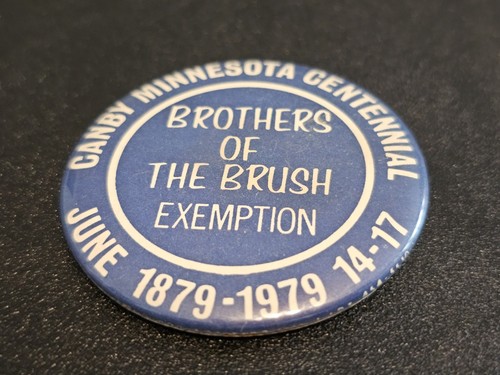 CANBY MINNESOTA CENTENNIAL
BROTHERS
OF
THE BRUSH
EXEMPTION
JUNE 1879-1979 14-17